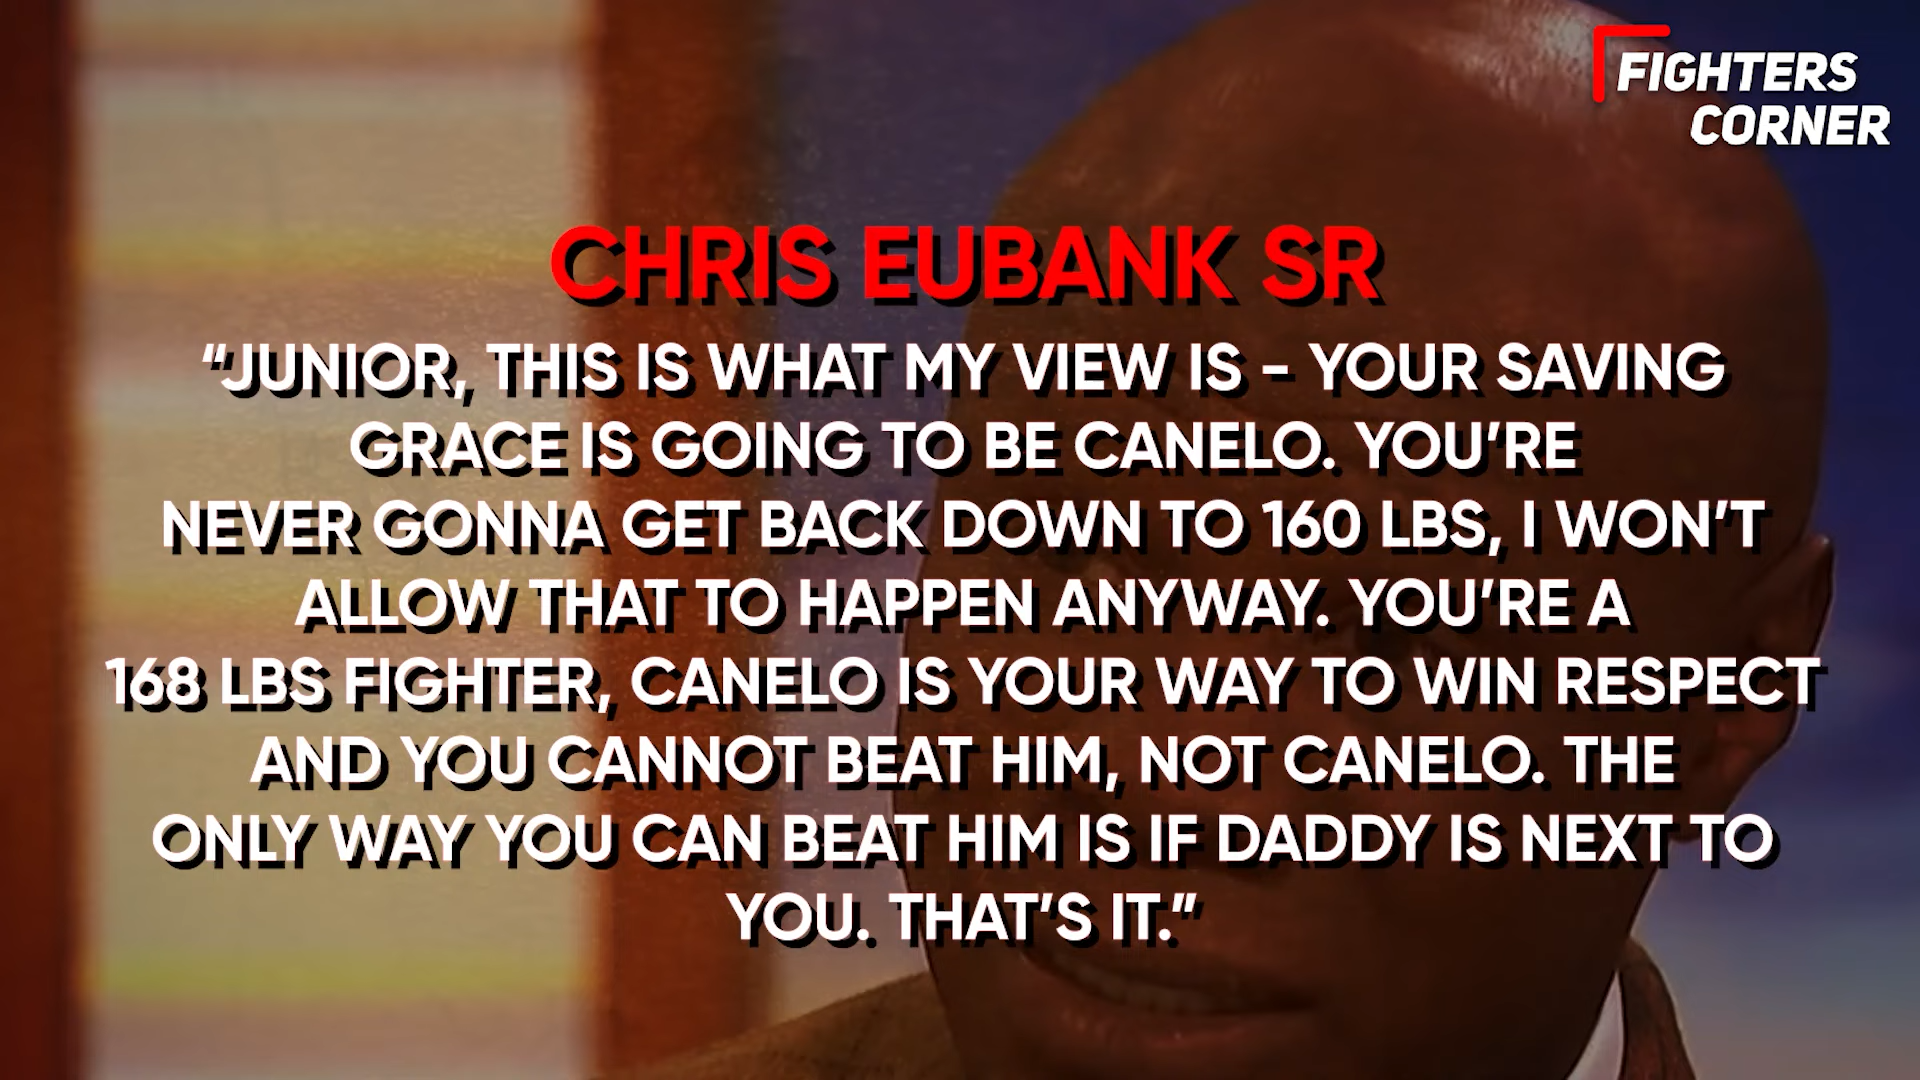 FIGHTERS
CORNER
CHRIS EUBANK SR
“JUNIOR, THIS IS WHAT MY VIEW IS - YOUR SAVING
GRACE IS GOING TO BE CANELO. YOU’RE
NEVER GONNA GET BACK DOWN TO 160 LBS, I WON’T
ALLOW THAT TO HAPPEN ANYWAY. YOU’RE A
168 LBS FIGHTER, CANELO IS YOUR WAY TO WIN RESPECT
AND YOU CANNOT BEAT HIM, NOT CANELO. THE
ONLY WAY YOU CAN BEAT HIM IS IF DADDY IS NEXT TO
YOU. THAT’S IT.”